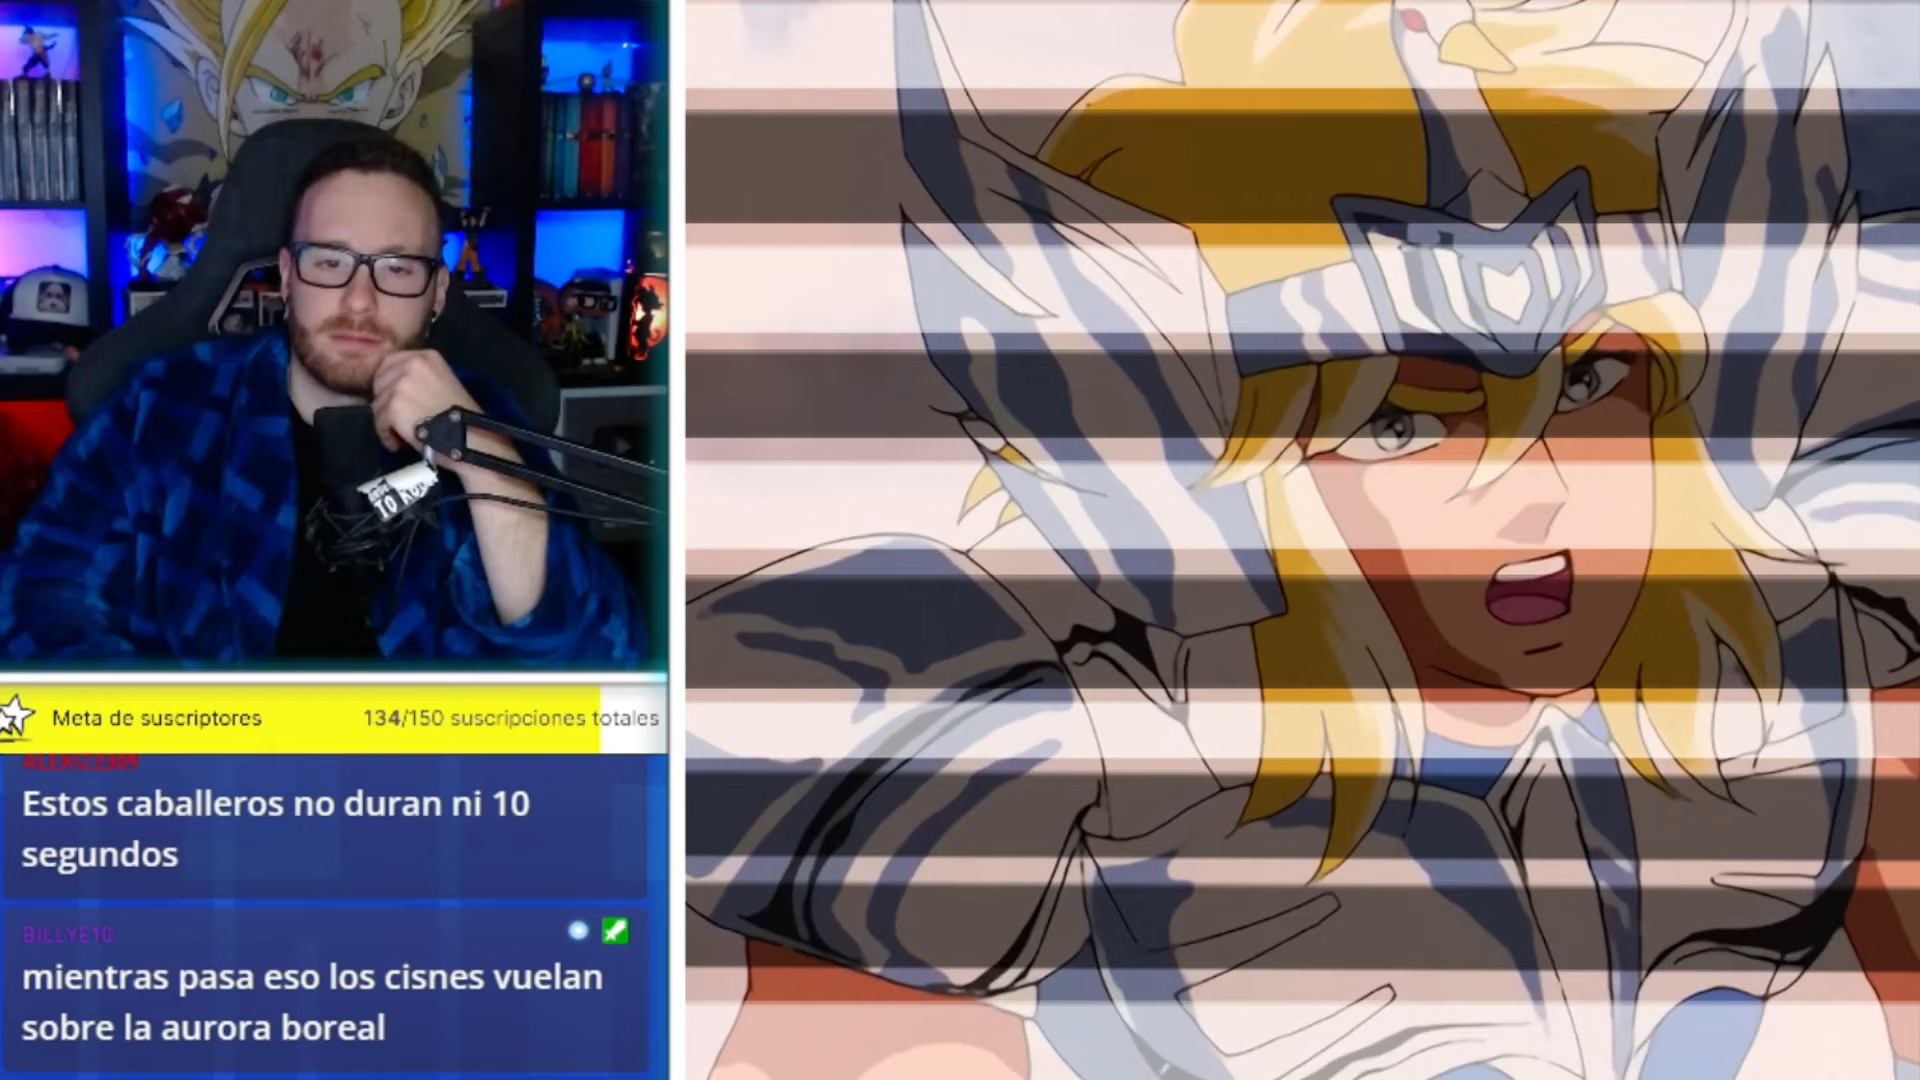 Meta de suscriptores
134/150 suscripciones totales
Estos caballeros no duran ni 10
segundos
BILLYE10
mientras pasa eso los cisnes vuelan
sobre la aurora boreal